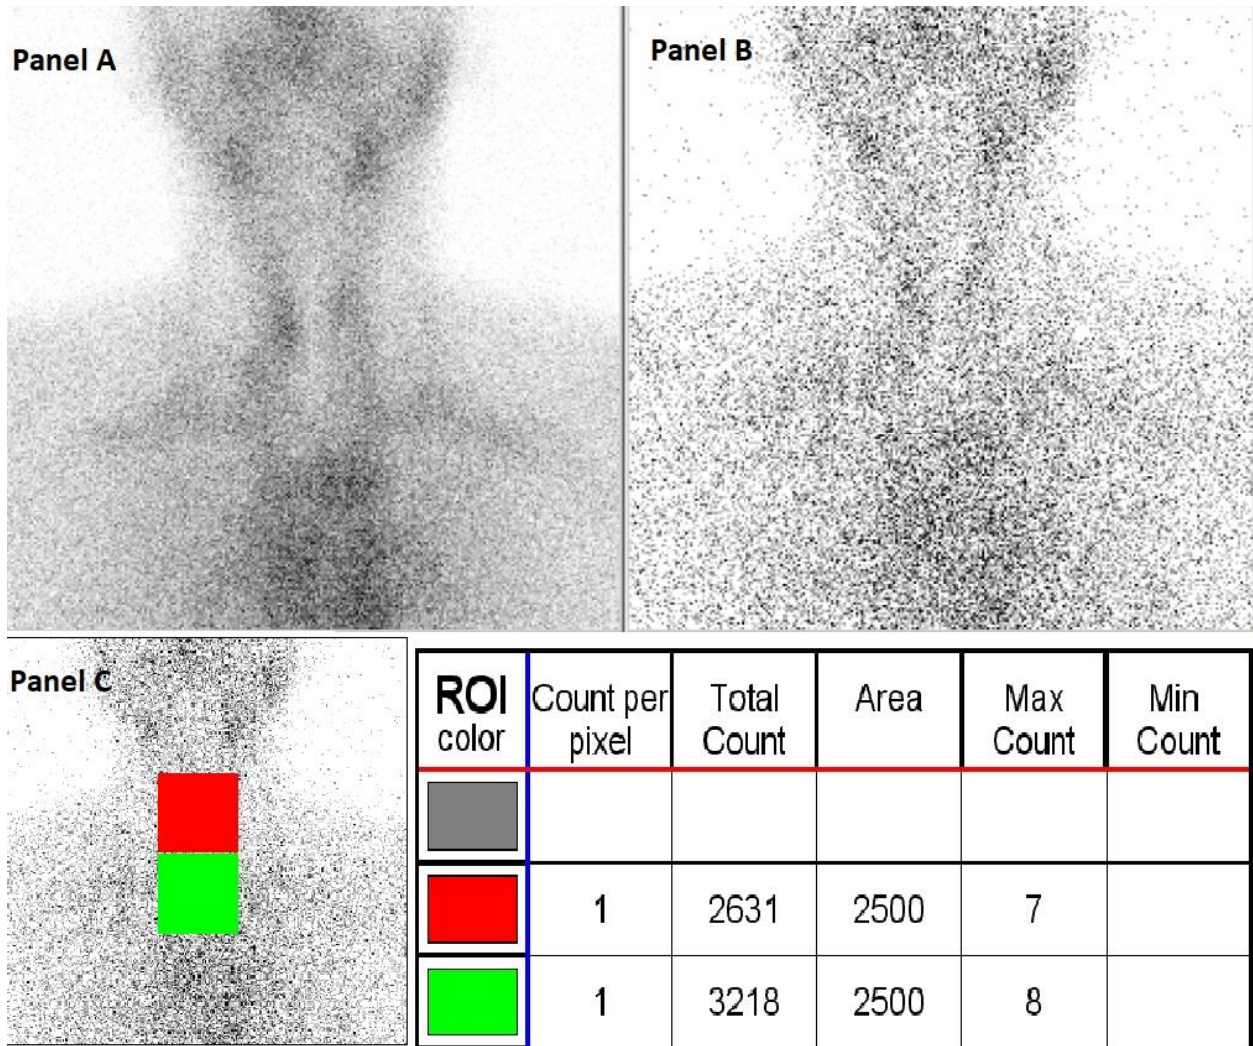 Panel A
Panel B
Panel C
ROI color Count per pixel Total Count Area Max Count Min Count
1 2631 2500 7
1 3218 2500 8